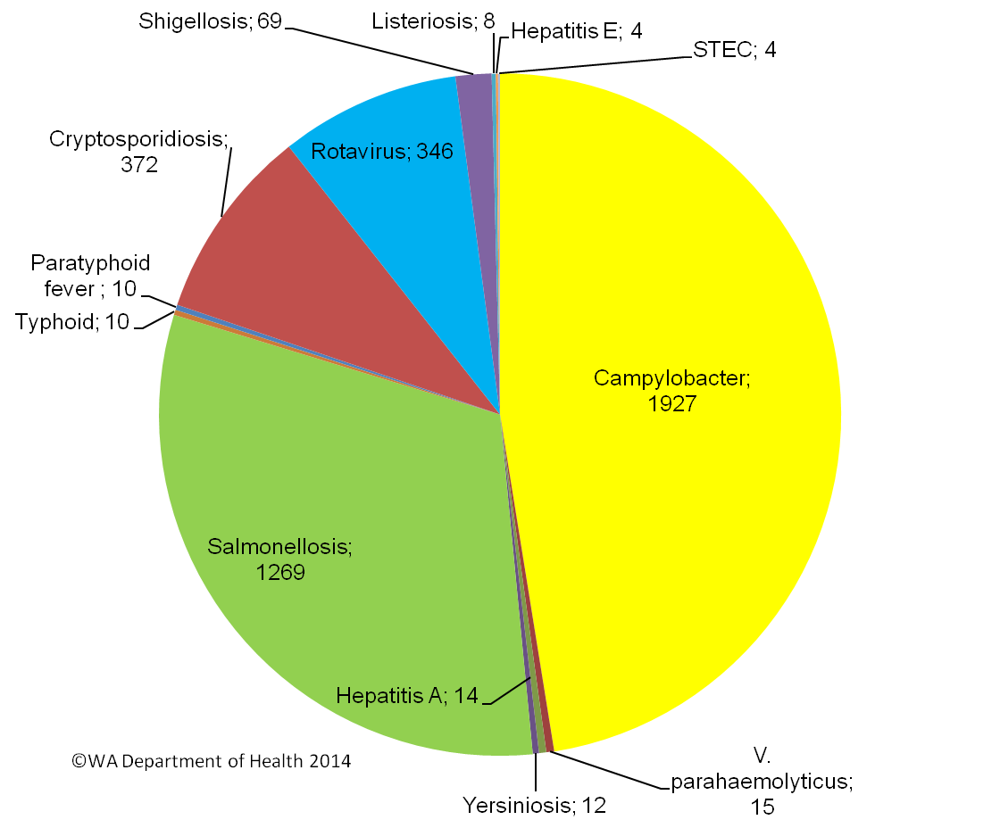 Shigellosis; 69
Listeriosis; 8
Hepatitis E; 4
STEC; 4
Cryptosporidiosis;
372
Rotavirus; 346
Paratyphoid
fever ; 10
Typhoid; 10
Campylobacter;
1927
Salmonellosis;
1269
Hepatitis A; 14
©WA Department of Health 2014
V.
parahaemolyticus;
15
Yersiniosis; 12